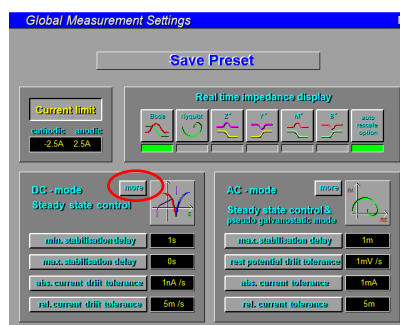 Global Measurement Settings
Save Preset
Current limit
cathodic anodic
-2.5A 2.5A
Real time impedance display
Bode
Nyquist
Z*
Y*
M*
E*
auto rescale option
DC - mode
more
Steady state control
min. stabilisation delay 1s
max. stabilisation delay 0s
abs. current drift tolerance 1nA /s
rel. current drift tolerance 5m /s
AC - mode
more
Steady state control &
pseudo galvanostatic mode
IM
RE
max. stabilisation delay 1m
rest potential drift tolerance 1mV /s
abs. current tolerance 1mA
rel. current tolerance 5m